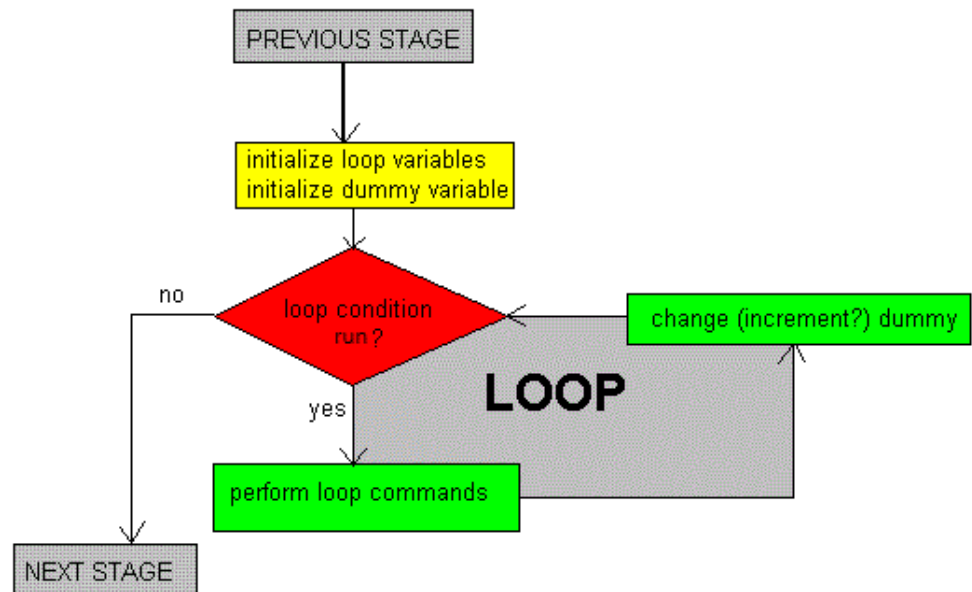 PREVIOUS STAGE
initialize loop variables
initialize dummy variable
no
loop condition
run?
change (increment?) dummy
LOOP
yes
perform loop commands
NEXT STAGE